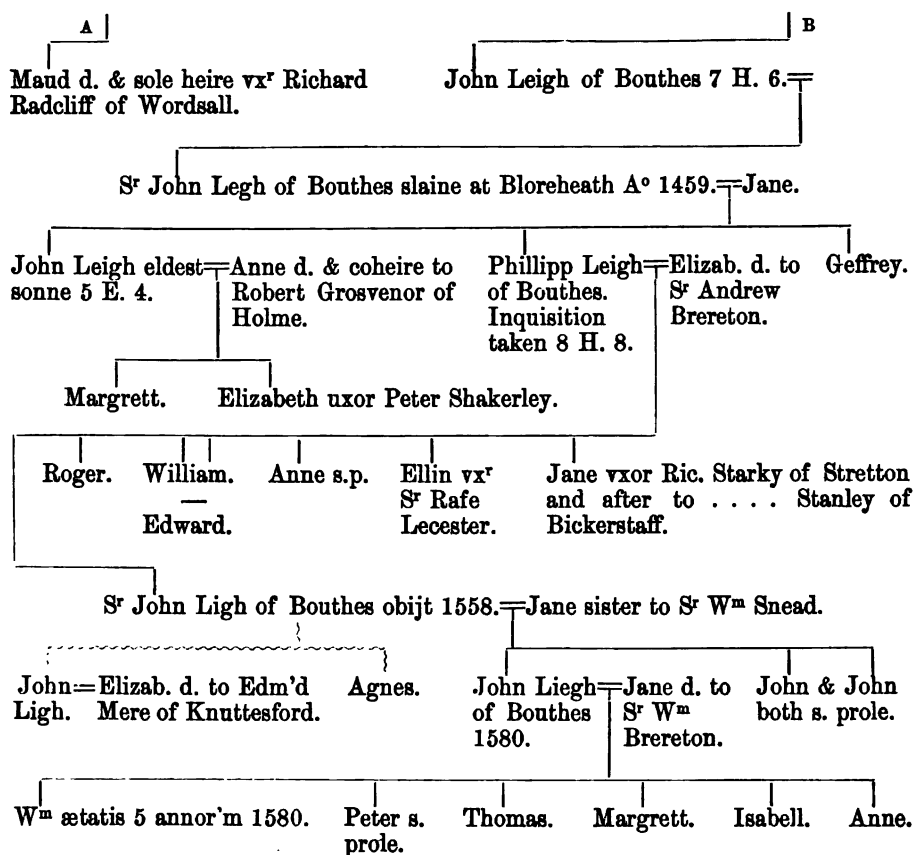 A B
Maud d. & sole heire vxʳ Richard
Radcliff of Wordsall.
John Leigh of Bouthes 7 H. 6.
Sʳ John Legh of Bouthes slaine at Bloreheath Aº 1459. Jane.
John Leigh eldest
sonne 5 E. 4.
Anne d. & coheire to
Robert Grosvenor of
Holme.
Phillipp Leigh
of Bouthes.
Inquisition
taken 8 H. 8.
Elizab. d. to
Sʳ Andrew
Brereton.
Geffrey.
Margrett. Elizabeth uxor Peter Shakerley.
Roger.
William.
—
Edward.
Anne s.p.
Ellin vxʳ
Sʳ Rafe
Lecester.
Jane vxor Ric. Starky of Stretton
and after to . . . . Stanley of
Bickerstaff.
Sʳ John Ligh of Bouthes obijt 1558. Jane sister to Sʳ Wᵐ Snead.
John
Ligh.
Elizab. d. to Edm'd
Mere of Knuttesford.
Agnes.
John Liegh
of Bouthes
1580.
Jane d. to
Sʳ Wᵐ
Brereton.
John & John
both s. prole.
Wᵐ ætatis 5 annor'm 1580.
Peter s.
prole.
Thomas. Margrett. Isabell. Anne.